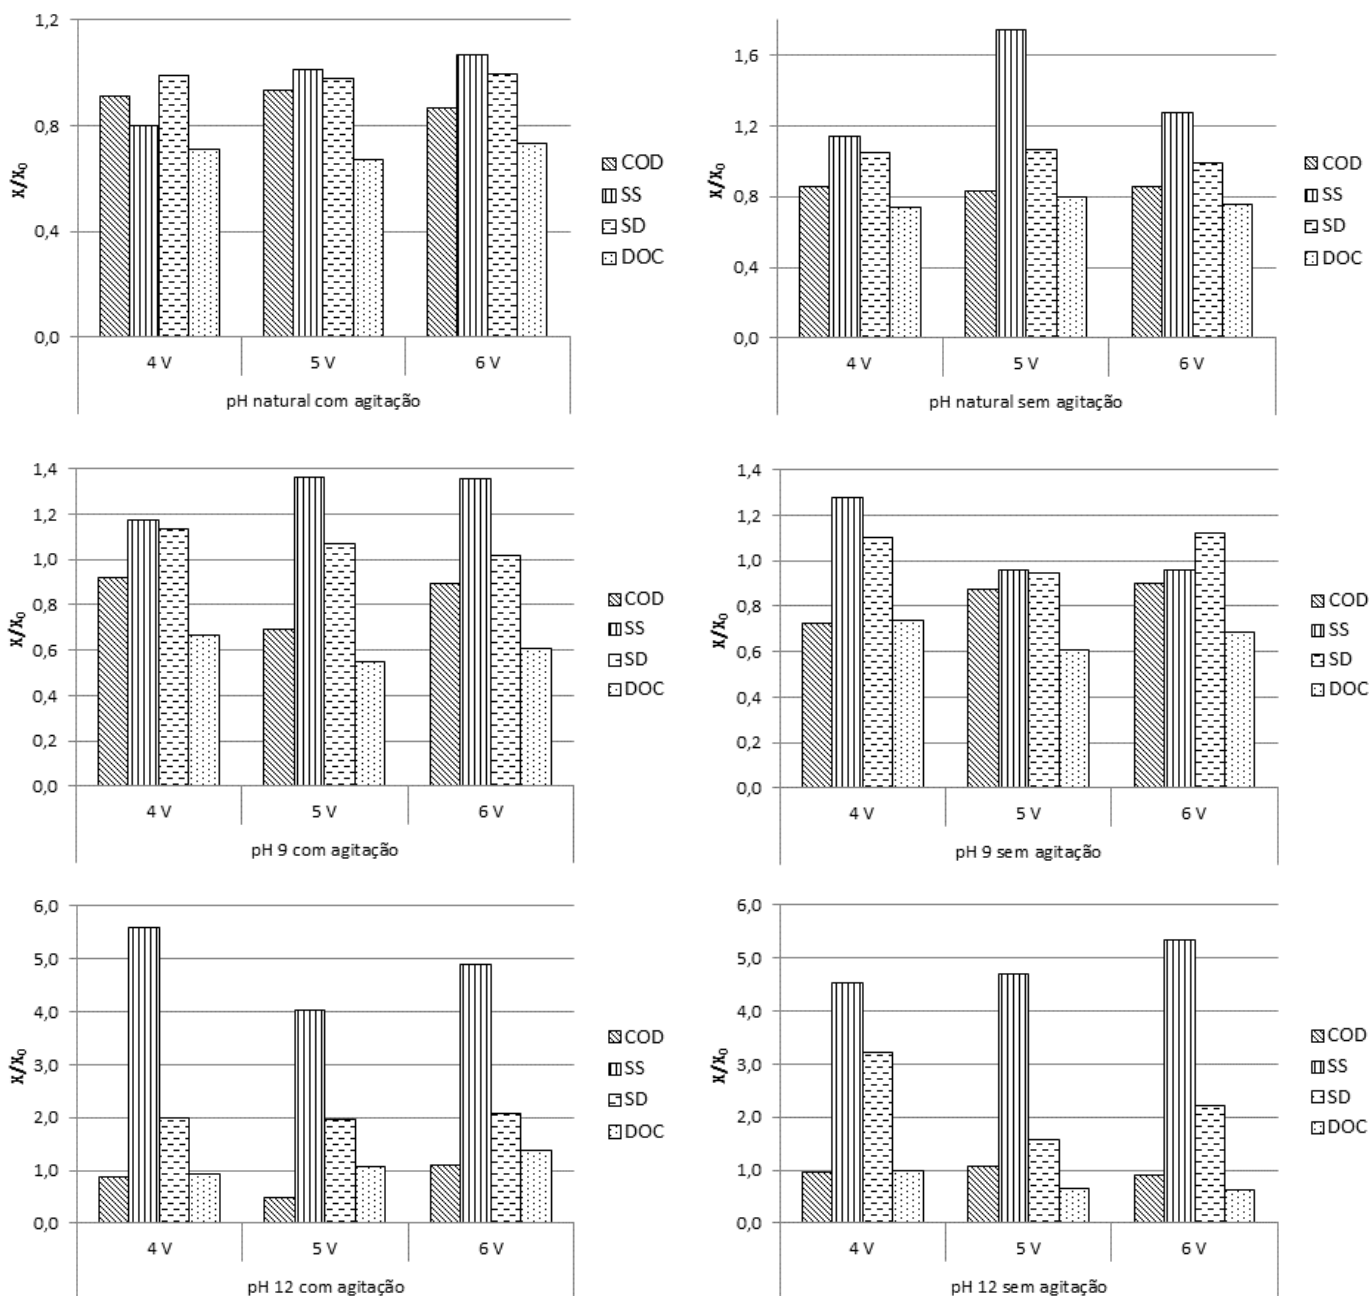 1,2
0,8
0,4
0,0
X/X₀
4 V 5 V 6 V
pH natural com agitação
COD
SS
SD
DOC
1,6
1,2
0,8
0,4
0,0
X/X₀
4 V 5 V 6 V
pH natural sem agitação
COD
SS
SD
DOC
1,4
1,2
1,0
0,8
0,6
0,4
0,2
0,0
X/X₀
4 V 5 V 6 V
pH 9 com agitação
COD
SS
SD
DOC
1,4
1,2
1,0
0,8
0,6
0,4
0,2
0,0
X/X₀
4 V 5 V 6 V
pH 9 sem agitação
COD
SS
SD
DOC
6,0
5,0
4,0
3,0
2,0
1,0
0,0
X/X₀
4 V 5 V 6 V
pH 12 com agitação
COD
SS
SD
DOC
6,0
5,0
4,0
3,0
2,0
1,0
0,0
X/X₀
4 V 5 V 6 V
pH 12 sem agitação
COD
SS
SD
DOC